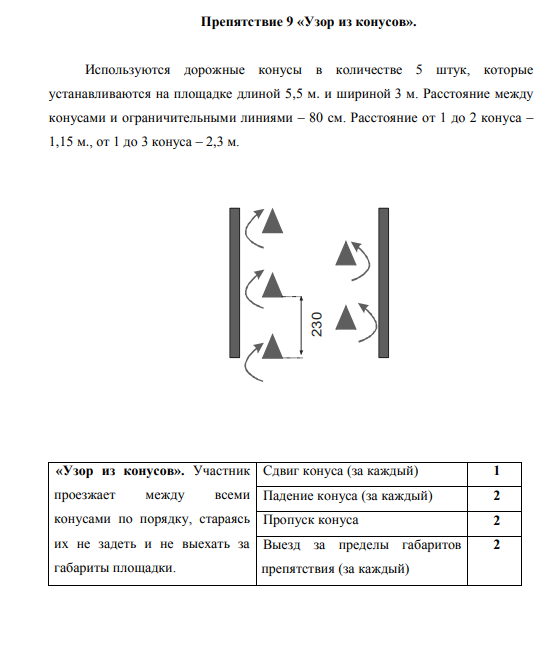 Препятствие 9 «Узор из конусов».
Используются дорожные конусы в количестве 5 штук, которые
устанавливаются на площадке длиной 5,5 м. и шириной 3 м. Расстояние между
конусами и ограничительными линиями – 80 см. Расстояние от 1 до 2 конуса –
1,15 м., от 1 до 3 конуса – 2,3 м.
230
«Узор из конусов». Участник
проезжает между всеми
конусами по порядку, стараясь
их не задеть и не выехать за
габариты площадки.
Сдвиг конуса (за каждый) 1
Падение конуса (за каждый) 2
Пропуск конуса 2
Выезд за пределы габаритов 2
препятствия (за каждый)